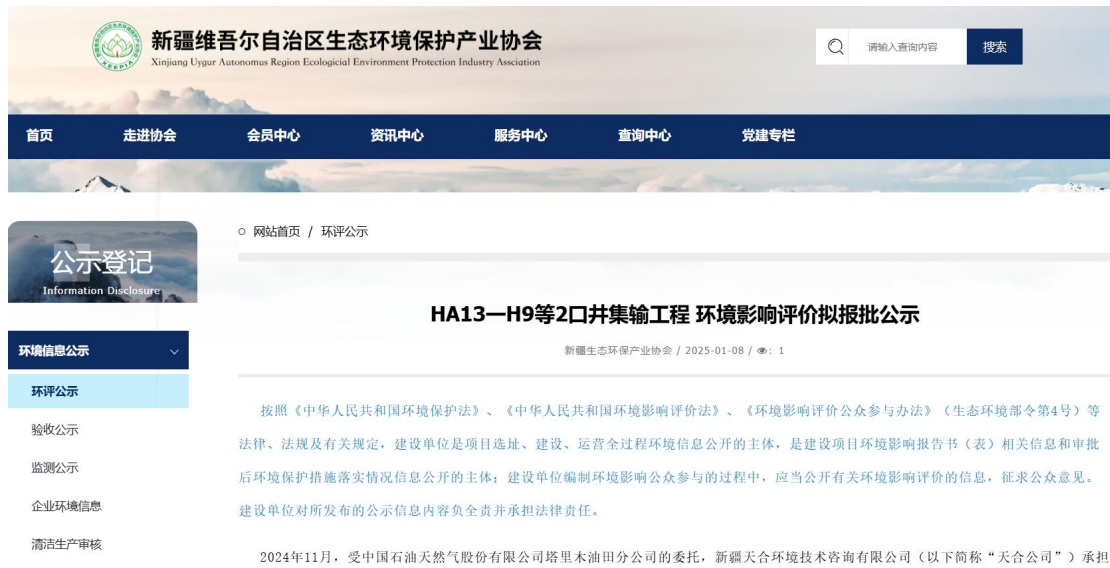 新疆维吾尔自治区生态环境保护产业协会
Xinjiang Uygur Autonomus Region Ecologicial Environment Protection Industry Assciation
XEEPIA
请输入查询内容
搜索
首页 走进协会 会员中心 资讯中心 服务中心 查询中心 党建专栏
公示登记
Information Disclosure
环境信息公示
环评公示
验收公示
监测公示
企业环境信息
清洁生产审核
网站首页 / 环评公示
HA13—H9等2口井集输工程 环境影响评价拟报批公示
新疆生态环保产业协会 / 2025-01-08 / : 1
按照《中华人民共和国环境保护法》、《中华人民共和国环境影响评价法》、《环境影响评价公众参与办法》（生态环境部令第4号）等
法律、法规及有关规定，建设单位是项目选址、建设、运营全过程环境信息公开的主体，是建设项目环境影响报告书（表）相关信息和审批
后环境保护措施落实情况信息公开的主体；建设单位编制环境影响公众参与的过程中，应当公开有关环境影响评价的信息，征求公众意见。
建设单位对所发布的公示信息内容负全责并承担法律责任。
2024年11月，受中国石油天然气股份有限公司塔里木油田分公司的委托，新疆天合环境技术咨询有限公司（以下简称“天合公司”）承担